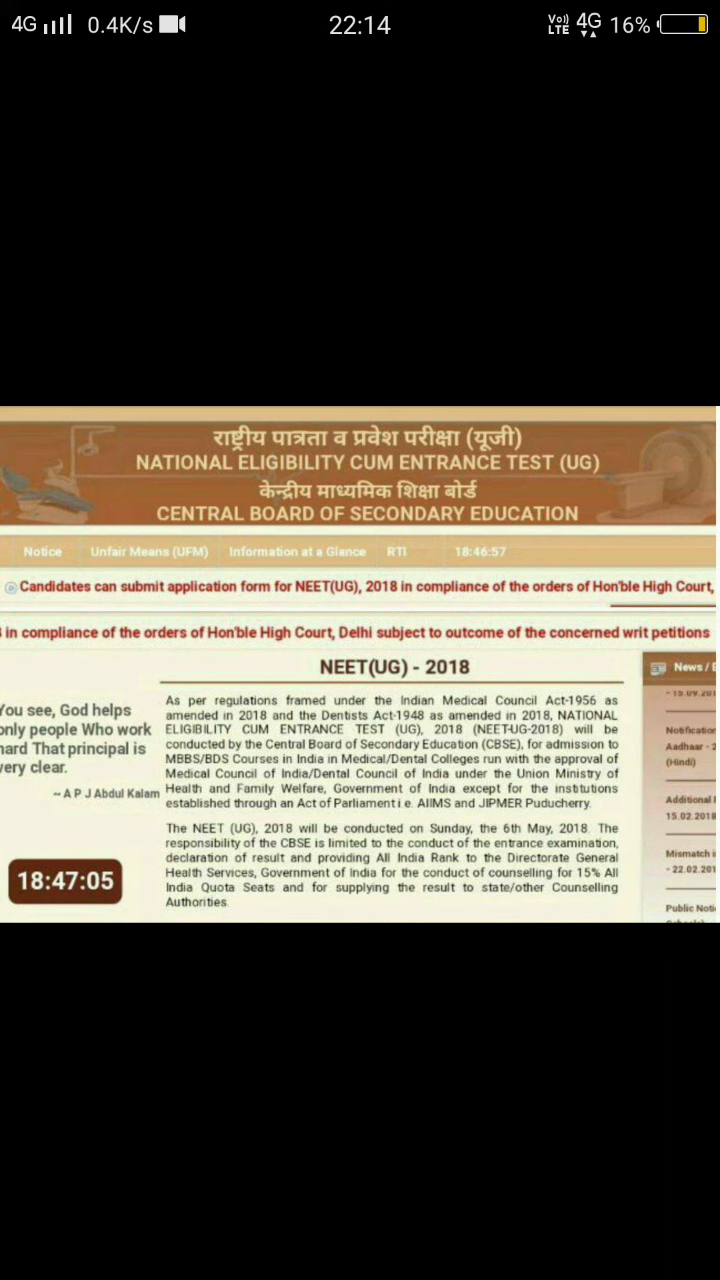 4G 0.4K/s 22:14 Vo)) LTE 4G 16%
राष्ट्रीय पात्रता व प्रवेश परीक्षा (यूजी)
NATIONAL ELIGIBILITY CUM ENTRANCE TEST (UG)
केन्द्रीय माध्यमिक शिक्षा बोर्ड
CENTRAL BOARD OF SECONDARY EDUCATION
Notice Unfair Means (UFM) Information at a Glance RTI 18:46:57
Candidates can submit application form for NEET(UG), 2018 in compliance of the orders of Hon'ble High Court,
in compliance of the orders of Hon'ble High Court, Delhi subject to outcome of the concerned writ petitions
You see, God helps
only people Who work
hard That principal is
very clear.
~ A P J Abdul Kalam
18:47:05
NEET(UG) - 2018
As per regulations framed under the Indian Medical Council Act-1956 as
amended in 2018 and the Dentists Act-1948 as amended in 2018, NATIONAL
ELIGIBILITY CUM ENTRANCE TEST (UG), 2018 (NEET-UG-2018) will be
conducted by the Central Board of Secondary Education (CBSE), for admission to
MBBS/BDS Courses in India in Medical/Dental Colleges run with the approval of
Medical Council of India/Dental Council of India under the Union Ministry of
Health and Family Welfare, Government of India except for the institutions
established through an Act of Parliament i e. AIIMS and JIPMER Puducherry.
The NEET (UG), 2018 will be conducted on Sunday, the 6th May, 2018. The
responsibility of the CBSE is limited to the conduct of the entrance examination,
declaration of result and providing All India Rank to the Directorate General
Health Services, Government of India for the conduct of counselling for 15% All
India Quota Seats and for supplying the result to state/other Counselling
Authorities.
News /
- 15.09.201
Notification
Aadhaar - 2
(Hindi)
Additional
15.02.2018
Mismatch i
- 22.02.201
Public Noti